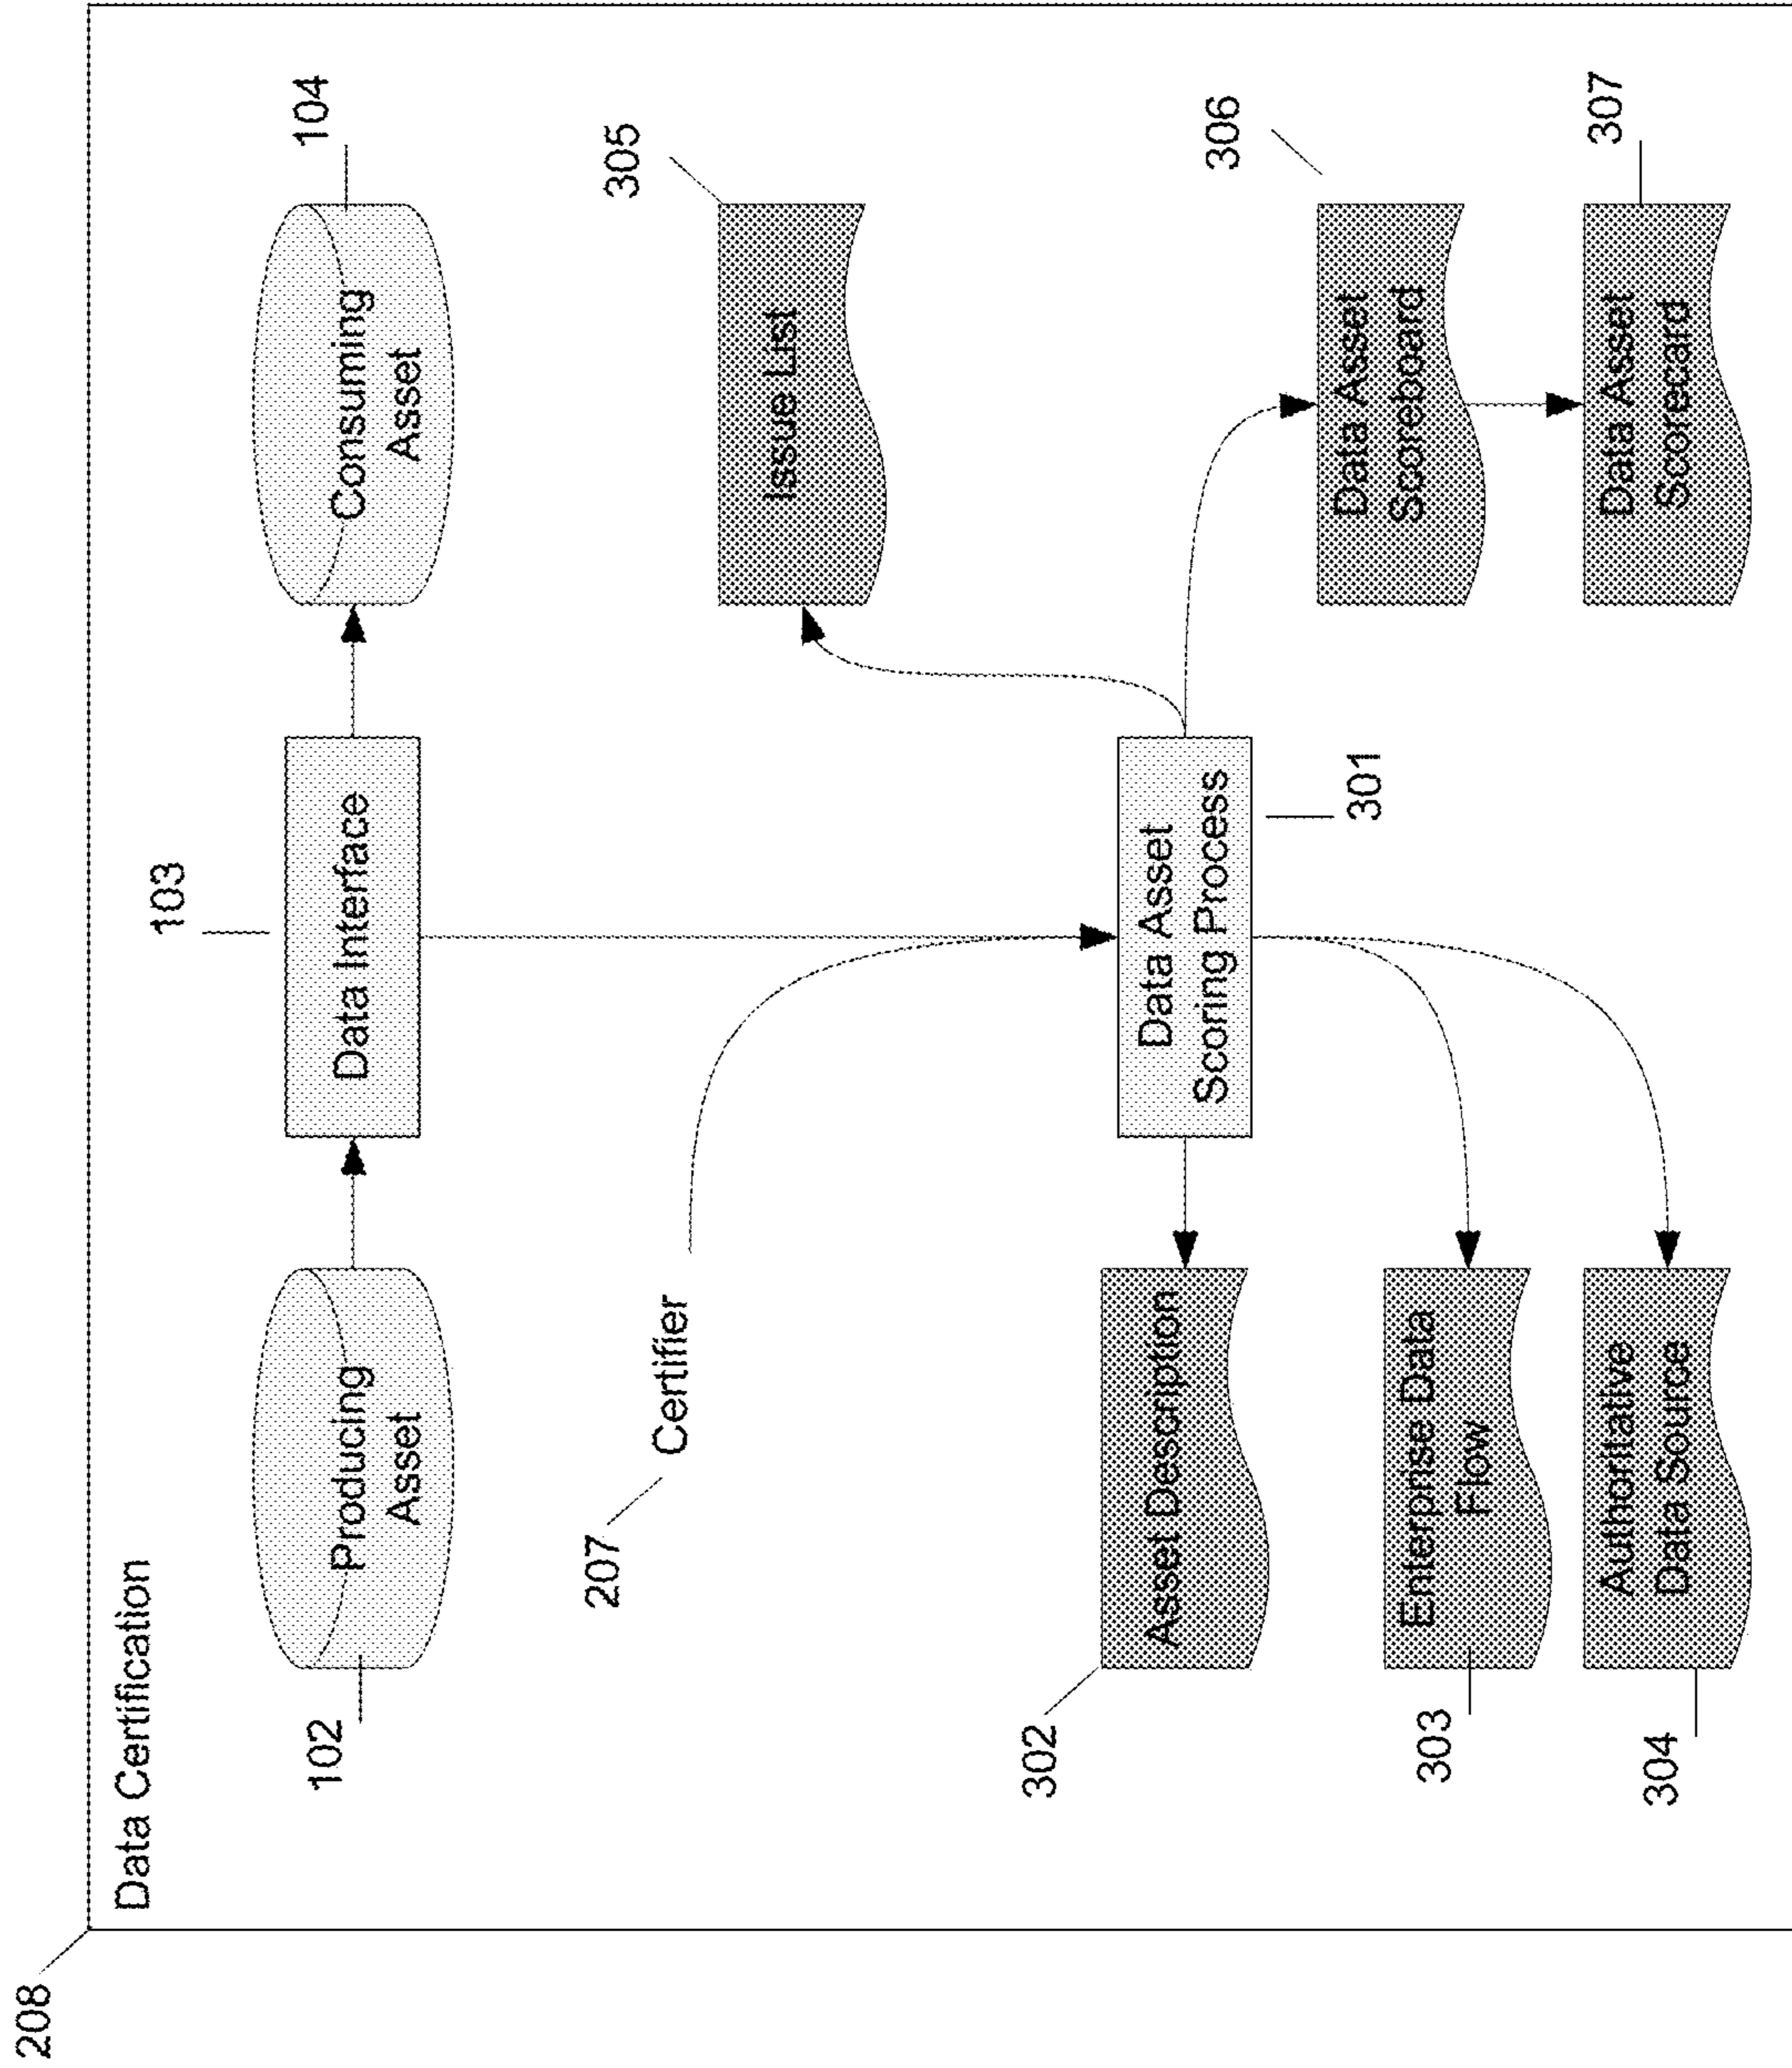 208
Data Certification
103
104
102
Producing
Asset
Data Interface
Consuming
Asset
207
Certifier
305
Issue List
302
Asset Description
Data Asset
Scoring Process
301
306
Data Asset
Scoreboard
303
Enterprise Data
Flow
304
Authoritative
Data Source
307
Data Asset
Scorecard